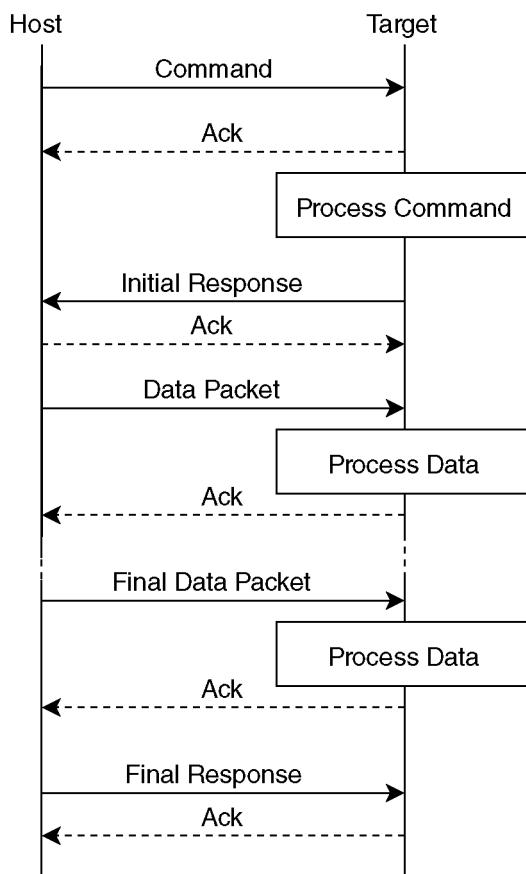 Host
Target
Command
Ack
Process Command
Initial Response
Ack
Data Packet
Process Data
Ack
Final Data Packet
Process Data
Ack
Final Response
Ack